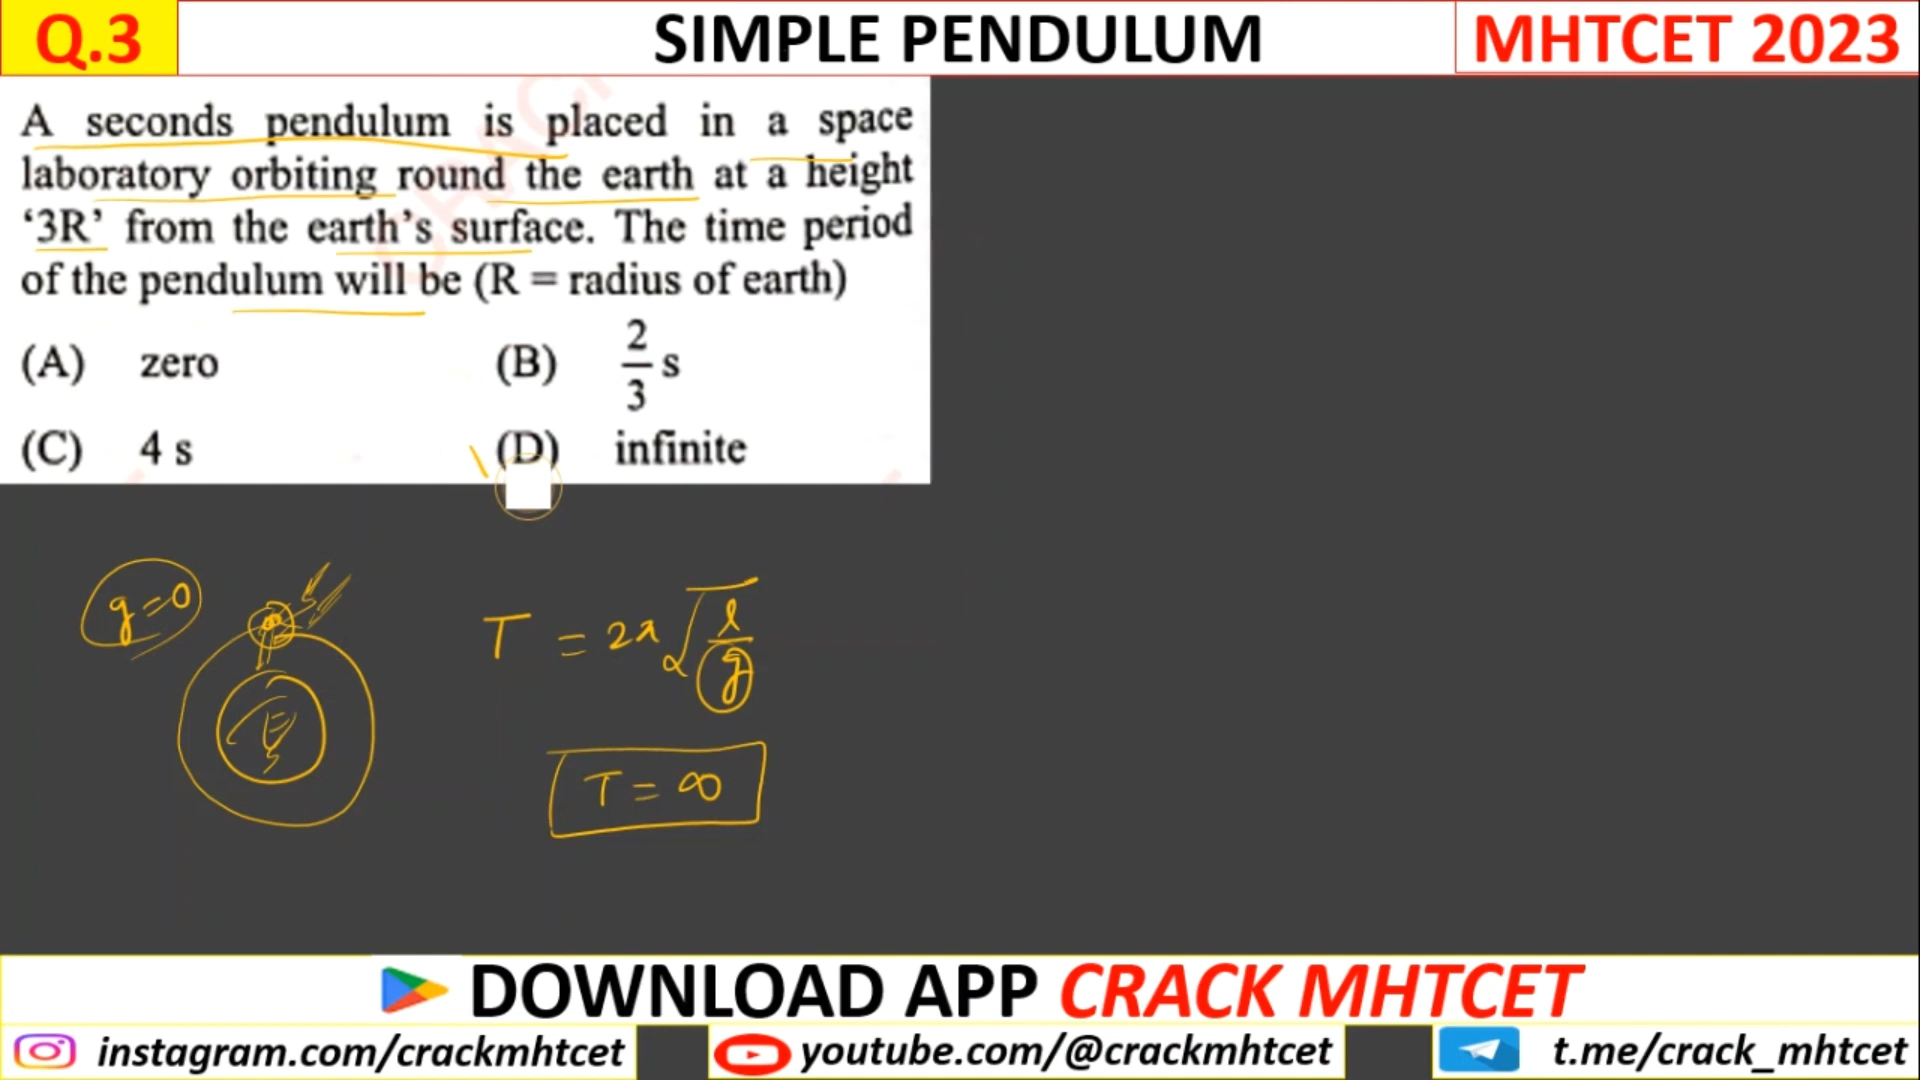 Q.3
SIMPLE PENDULUM
MHTCET 2023
A seconds pendulum is placed in a space
laboratory orbiting round the earth at a height
‘3R’ from the earth’s surface. The time period
of the pendulum will be (R = radius of earth)
(A) zero (B) 2/3 s
(C) 4 s (D) infinite
g=0
T = 2π√(l/g)
E
T = ∞
DOWNLOAD APP CRACK MHTCET
instagram.com/crackmhtcet
youtube.com/@crackmhtcet
t.me/crack_mhtcet